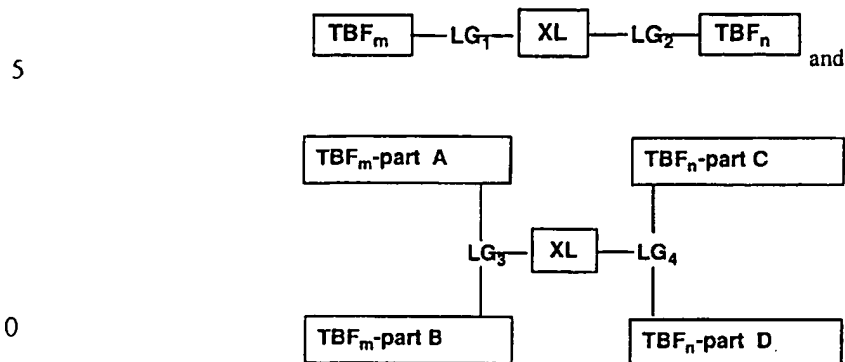 TBFm LG1 XL LG2 TBFn and
5
TBFm-part A TBFn-part C
LG3 XL LG4
0
TBFm-part B TBFn-part D